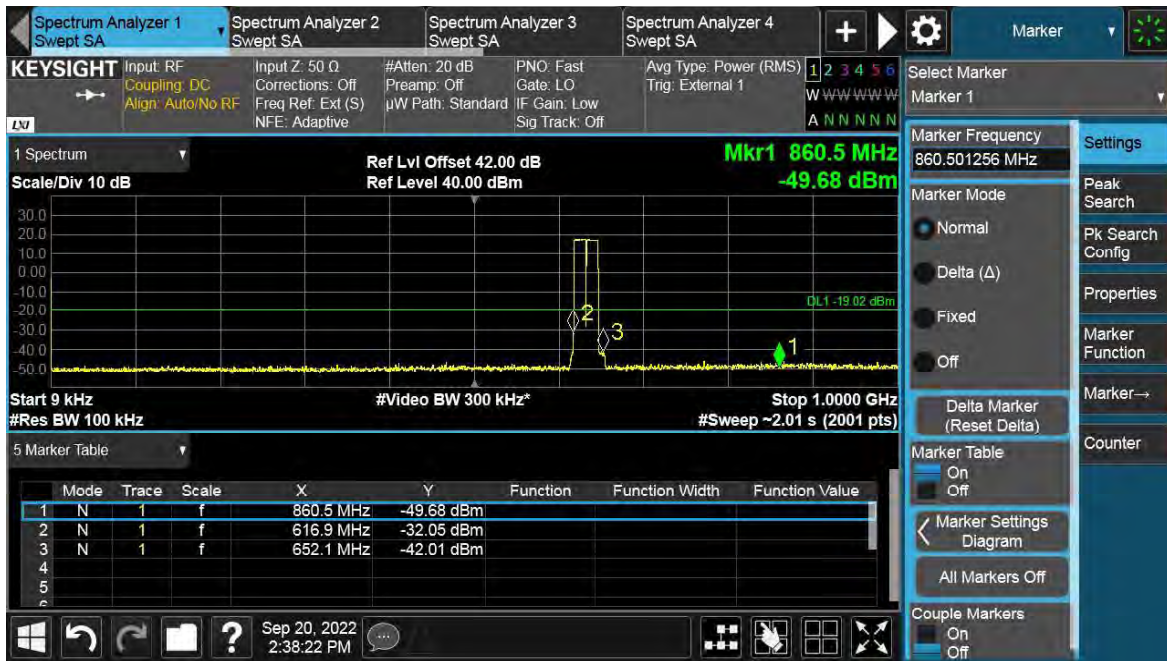 Spectrum Analyzer 1
Swept SA
Spectrum Analyzer 2
Swept SA
Spectrum Analyzer 3
Swept SA
Spectrum Analyzer 4
Swept SA
+
Marker
KEYSIGHT
LXI
Input: RF
Coupling: DC
Align: Auto/No RF
Input Z: 50 Ω
Corrections: Off
Freq Ref: Ext (S)
NFE: Adaptive
#Atten: 20 dB
Preamp: Off
µW Path: Standard
PNO: Fast
Gate: LO
IF Gain: Low
Sig Track: Off
Avg Type: Power (RMS)
Trig: External 1
1 2 3 4 5 6
W W W W W W
A N N N N N
Select Marker
Marker 1
1 Spectrum
Scale/Div 10 dB
Ref Lvl Offset 42.00 dB
Ref Level 40.00 dBm
Mkr1 860.5 MHz
-49.68 dBm
30.0
20.0
10.0
0.00
-10.0
-20.0
-30.0
-40.0
-50.0
DL1 -19.02 dBm
2
3
1
Start 9 kHz
#Res BW 100 kHz
#Video BW 300 kHz*
Stop 1.0000 GHz
#Sweep ~2.01 s (2001 pts)
5 Marker Table
Mode Trace Scale X Y Function Function Width Function Value
1 N 1 f 860.5 MHz -49.68 dBm
2 N 1 f 616.9 MHz -32.05 dBm
3 N 1 f 652.1 MHz -42.01 dBm
4
5
Marker Frequency
860.501256 MHz
Marker Mode
Normal
Delta (Δ)
Fixed
Off
Delta Marker
(Reset Delta)
Marker Table
On
Off
Marker Settings
Diagram
All Markers Off
Couple Markers
On
Off
Settings
Peak
Search
Pk Search
Config
Properties
Marker
Function
Marker→
Counter
?
Sep 20, 2022
2:38:22 PM